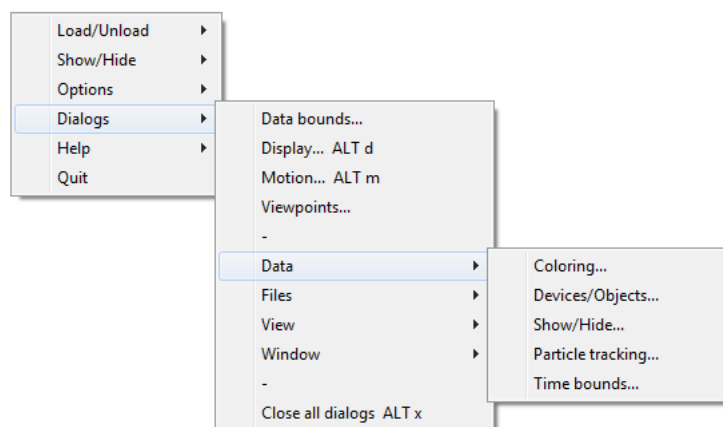 Load/Unload
Show/Hide
Options
Dialogs
Help
Quit
Data bounds...
Display... ALT d
Motion... ALT m
Viewpoints...
-
Data
Files
View
Window
-
Close all dialogs ALT x
Coloring...
Devices/Objects...
Show/Hide...
Particle tracking...
Time bounds...